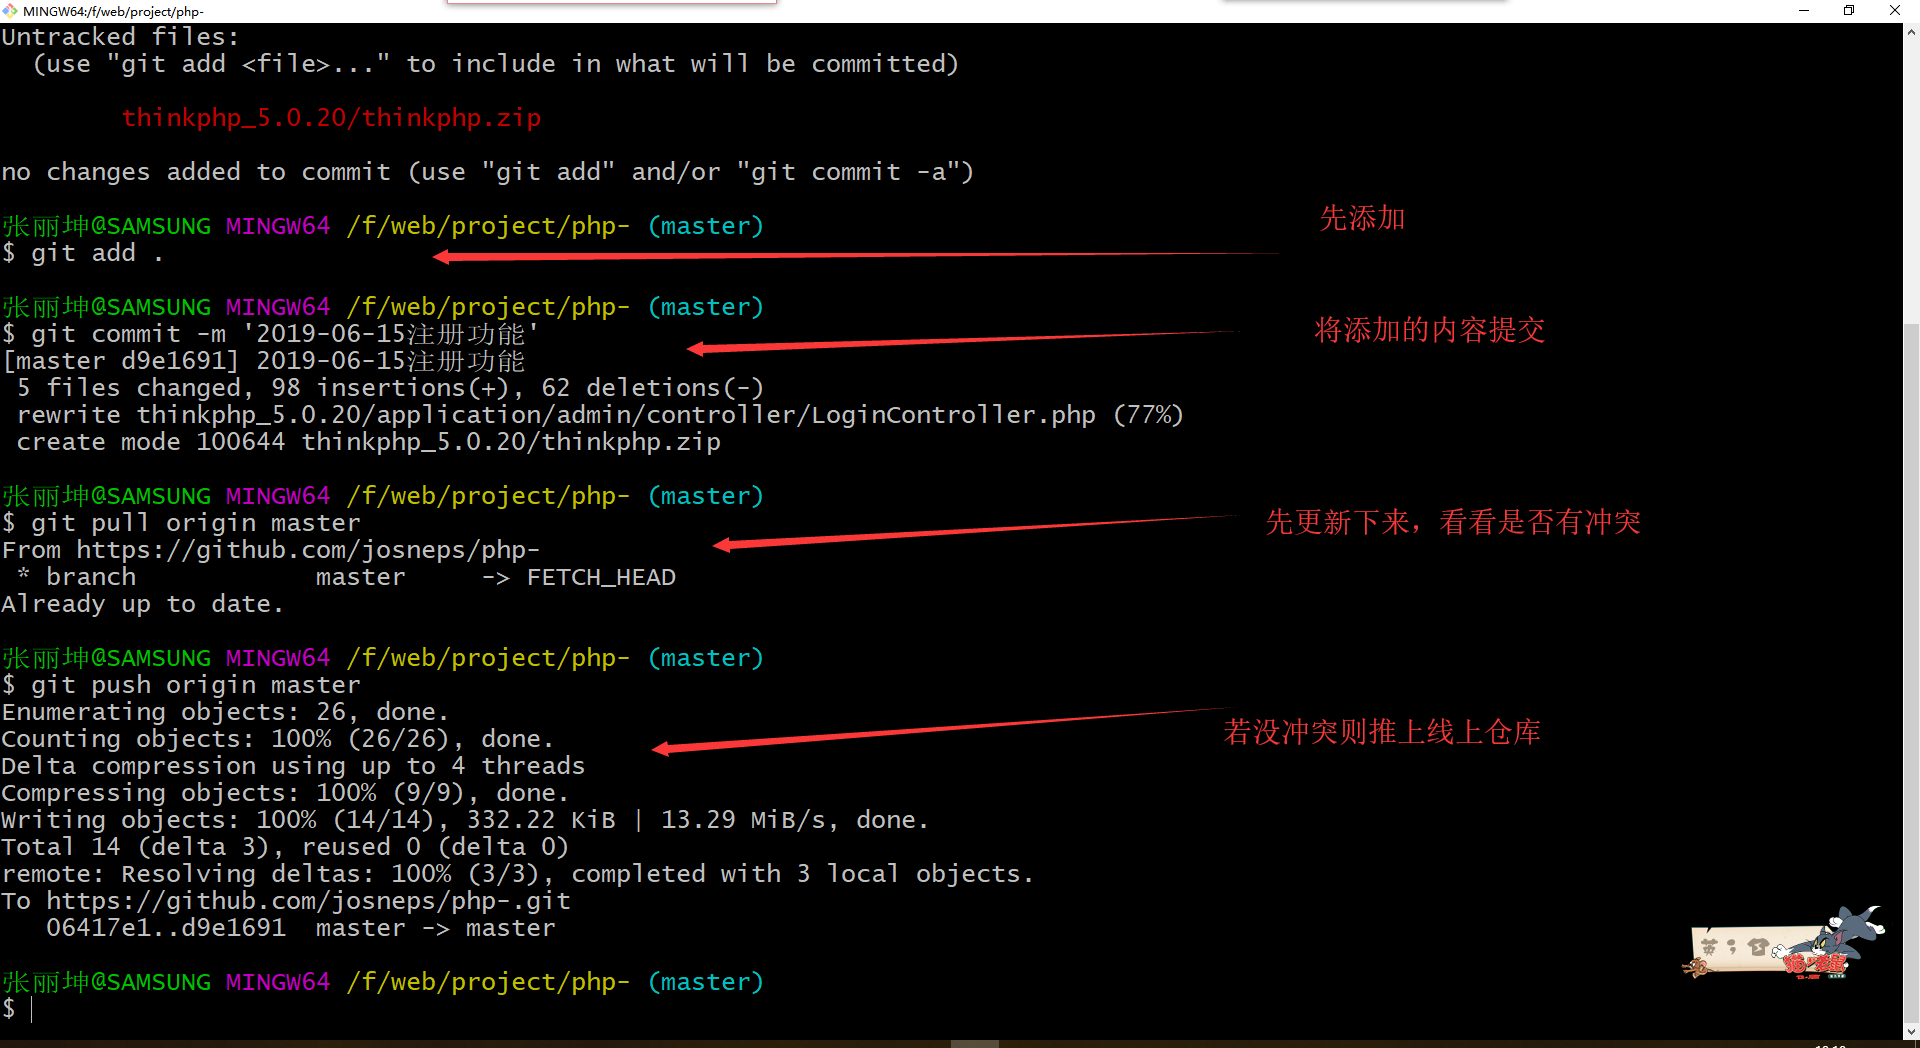 MINGW64:/f/web/project/php-
Untracked files:
  (use "git add <file>..." to include in what will be committed)
        thinkphp_5.0.20/thinkphp.zip
no changes added to commit (use "git add" and/or "git commit -a")
张丽坤@SAMSUNG MINGW64 /f/web/project/php- (master)
先添加
$ git add .
张丽坤@SAMSUNG MINGW64 /f/web/project/php- (master)
$ git commit -m '2019-06-15注册功能'
将添加的内容提交
[master d9e1691] 2019-06-15注册功能
 5 files changed, 98 insertions(+), 62 deletions(-)
 rewrite thinkphp_5.0.20/application/admin/controller/LoginController.php (77%)
 create mode 100644 thinkphp_5.0.20/thinkphp.zip
张丽坤@SAMSUNG MINGW64 /f/web/project/php- (master)
$ git pull origin master
先更新下来，看看是否有冲突
From https://github.com/josneps/php-
 * branch            master     -> FETCH_HEAD
Already up to date.
张丽坤@SAMSUNG MINGW64 /f/web/project/php- (master)
$ git push origin master
Enumerating objects: 26, done.
Counting objects: 100% (26/26), done.
若没冲突则推上线上仓库
Delta compression using up to 4 threads
Compressing objects: 100% (9/9), done.
Writing objects: 100% (14/14), 332.22 KiB | 13.29 MiB/s, done.
Total 14 (delta 3), reused 0 (delta 0)
remote: Resolving deltas: 100% (3/3), completed with 3 local objects.
To https://github.com/josneps/php-.git
   06417e1..d9e1691  master -> master
英 ;
猫和老鼠
张丽坤@SAMSUNG MINGW64 /f/web/project/php- (master)
$